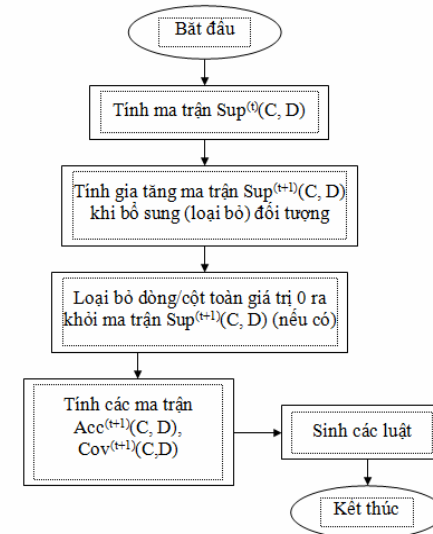 Bắt đầu
Tính ma trận Sup⁽ᵗ⁾(C, D)
Tính gia tăng ma trận Sup⁽ᵗ⁺¹⁾(C, D)
khi bổ sung (loại bỏ) đối tượng
Loại bỏ dòng/cột toàn giá trị 0 ra
khỏi ma trận Sup⁽ᵗ⁺¹⁾(C, D) (nếu có)
Tính các ma trận
Acc⁽ᵗ⁺¹⁾(C, D),
Cov⁽ᵗ⁺¹⁾(C,D)
Sinh các luật
Kết thúc